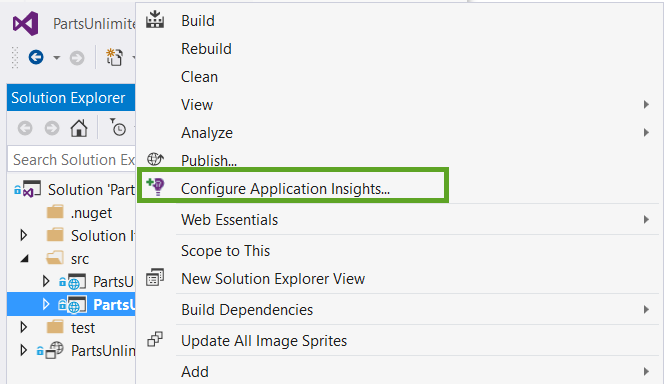 PartsUnlimite
Solution Explorer
Search Solution Ex
Solution 'Part
.nuget
Solution It
src
PartsUn
PartsU
test
PartsUnlim
Build
Rebuild
Clean
View
Analyze
Publish...
Configure Application Insights...
Web Essentials
Scope to This
New Solution Explorer View
Build Dependencies
Update All Image Sprites
Add